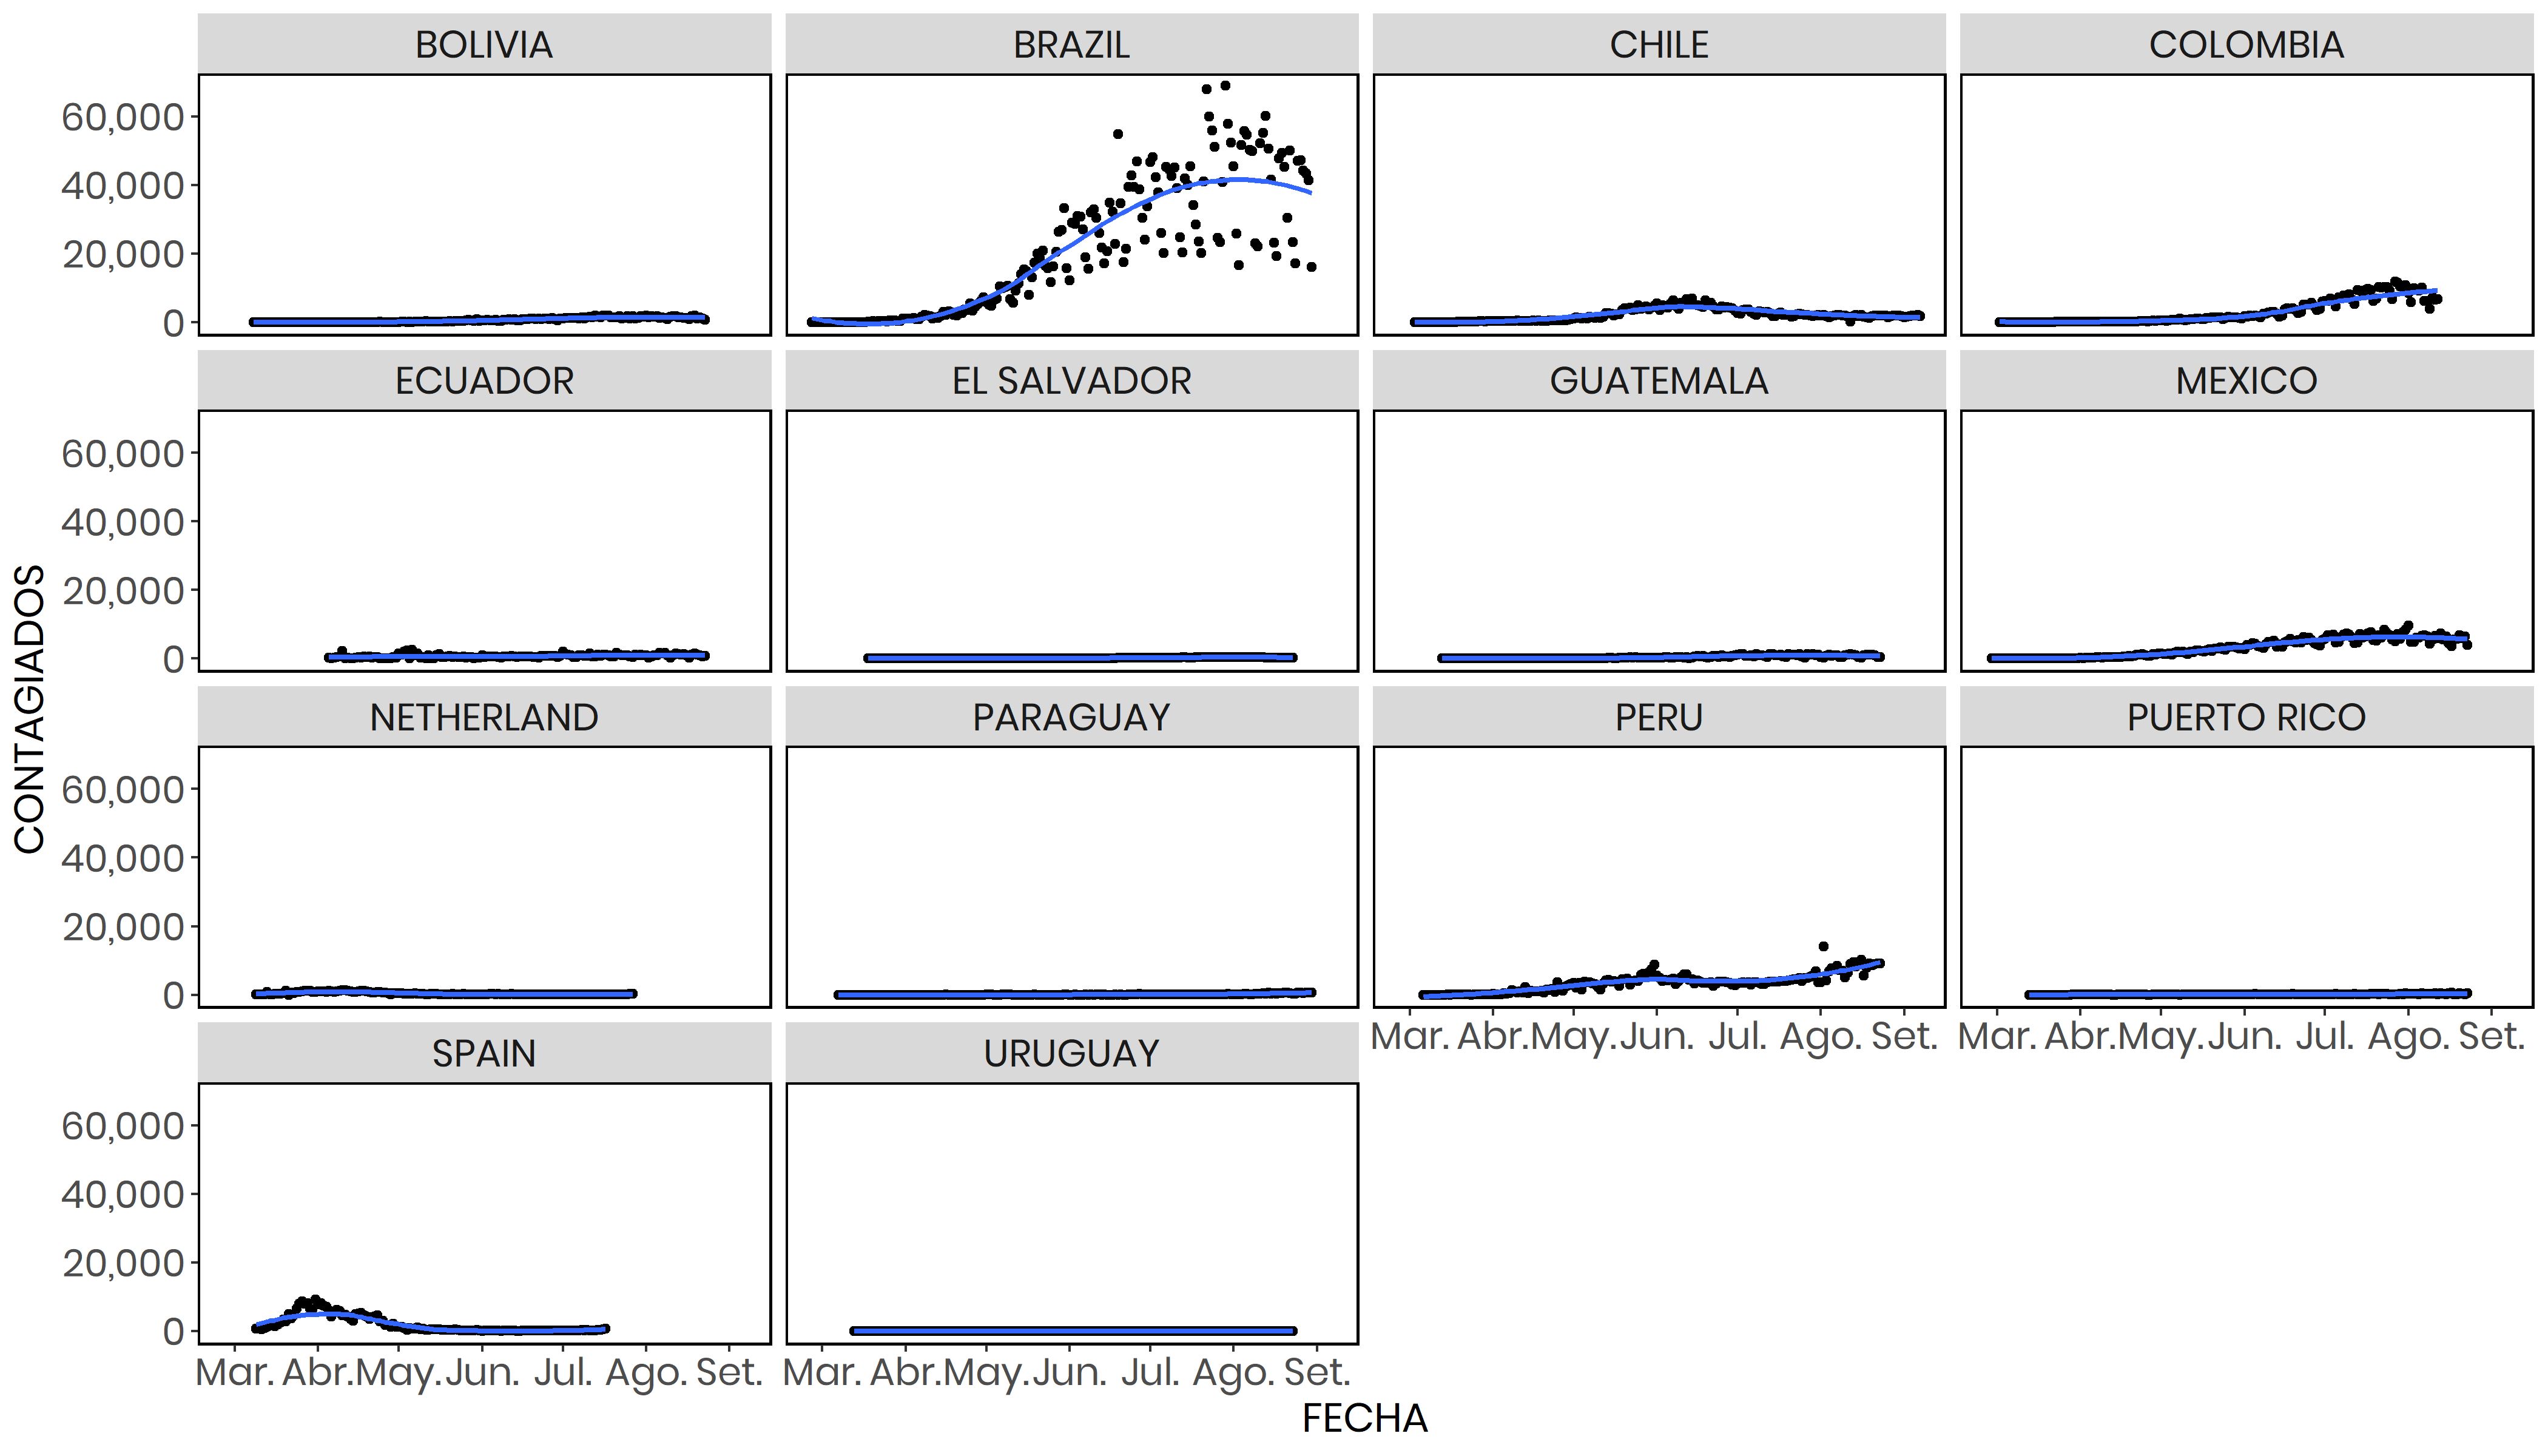 BOLIVIA BRAZIL CHILE COLOMBIA
60,000
40,000
20,000
0
ECUADOR EL SALVADOR GUATEMALA MEXICO
60,000
40,000
20,000
0
NETHERLAND PARAGUAY PERU PUERTO RICO
60,000
40,000
20,000
0
Mar. Abr. May. Jun. Jul. Ago. Set. Mar. Abr. May. Jun. Jul. Ago. Set.
SPAIN URUGUAY
60,000
40,000
20,000
0
Mar. Abr. May. Jun. Jul. Ago. Set. Mar. Abr. May. Jun. Jul. Ago. Set.
CONTAGIADOS
FECHA